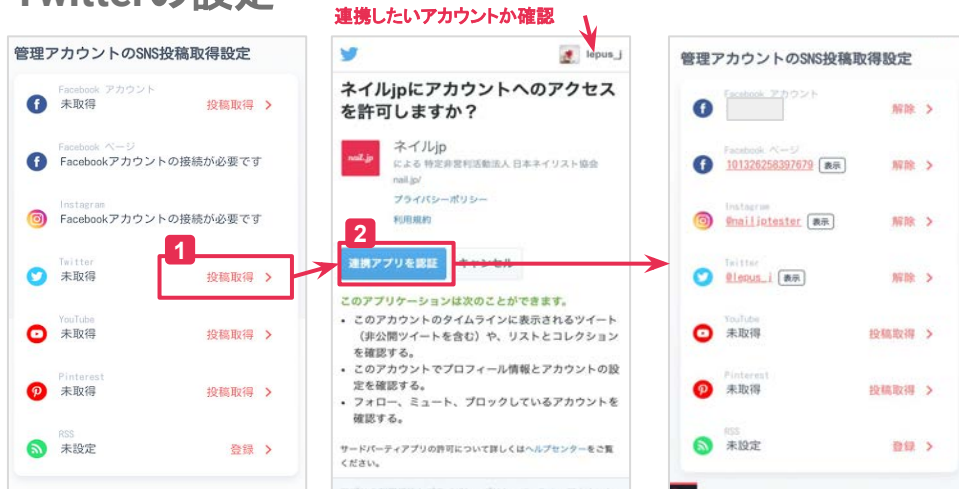 Twitterの設定
連携したいアカウントか確認
管理アカウントのSNS投稿取得設定
Facebook アカウント
未取得
投稿取得
Facebook ページ
Facebookアカウントの接続が必要です
Instagram
Facebookアカウントの接続が必要です
1
Twitter
未取得
投稿取得
YouTube
未取得
投稿取得
Pinterest
未取得
投稿取得
RSS
未設定
登録
lepus_j
ネイルjpにアカウントへのアクセス
を許可しますか？
nail.jp
ネイルjp
による 特定非営利活動法人 日本ネイリスト協会
nail.jp/
プライバシーポリシー
利用規約
2
連携アプリを認証
キャンセル
このアプリケーションは次のことができます。
・このアカウントのタイムラインに表示されるツイート
（非公開ツイートを含む）や、リストとコレクション
を確認する。
・このアカウントでプロフィール情報とアカウントの設
定を確認する。
・フォロー、ミュート、ブロックしているアカウントを
確認する。
サードパーティアプリの許可について詳しくはヘルプセンターをご覧
ください。
管理アカウントのSNS投稿取得設定
Facebook アカウント
解除
Facebook ページ
101326258397679 表示
解除
Instagram
@nailjptester 表示
解除
Twitter
@lepus_j 表示
解除
YouTube
未取得
投稿取得
Pinterest
未取得
投稿取得
RSS
未設定
登録